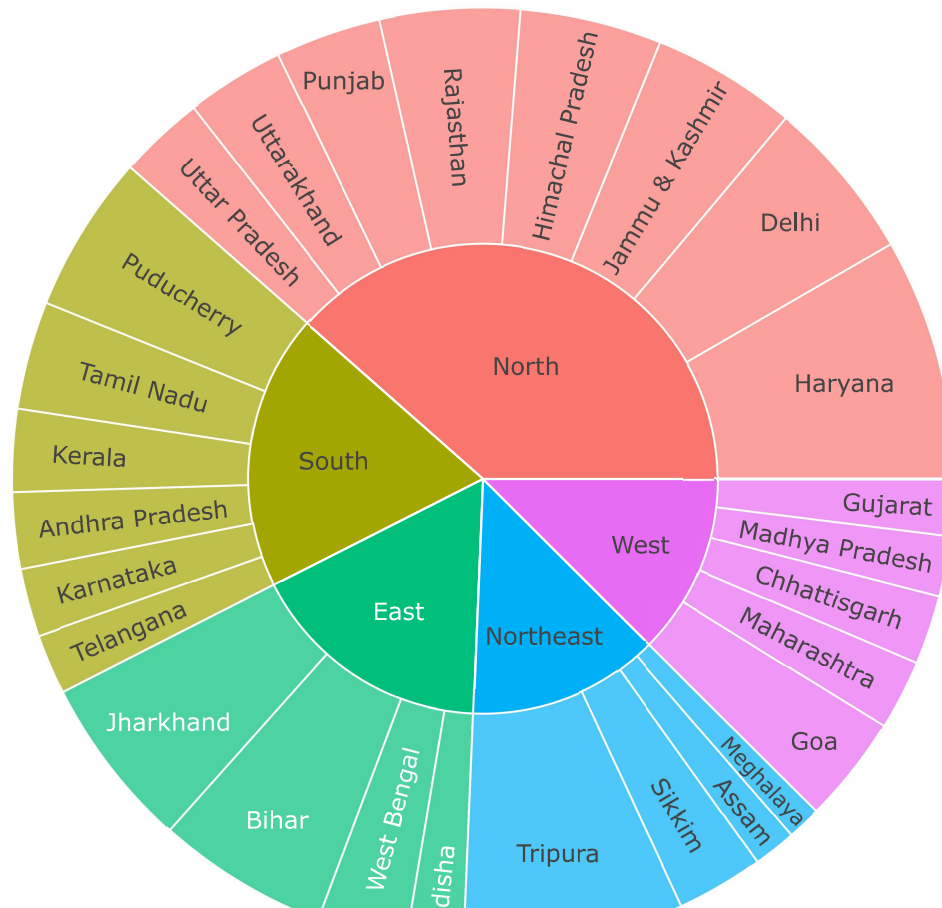 Punjab
Rajasthan
Himachal Pradesh
Jammu & Kashmir
Delhi
Haryana
Uttarakhand
Uttar Pradesh
North
Puducherry
Tamil Nadu
Kerala
Andhra Pradesh
Karnataka
Telangana
South
East
Jharkhand
Bihar
West Bengal
disha
Northeast
Tripura
Sikkim
Assam
Meghalaya
West
Gujarat
Madhya Pradesh
Chhattisgarh
Maharashtra
Goa